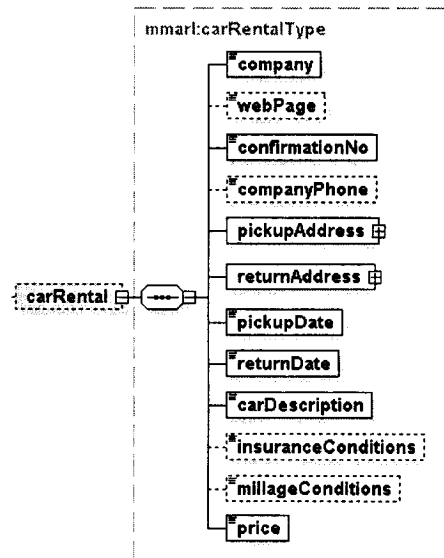 mmarl:carRentalType
company
webPage
confirmationNo
companyPhone
pickupAddress
returnAddress
carRental
pickupDate
returnDate
carDescription
insuranceConditions
millageConditions
price